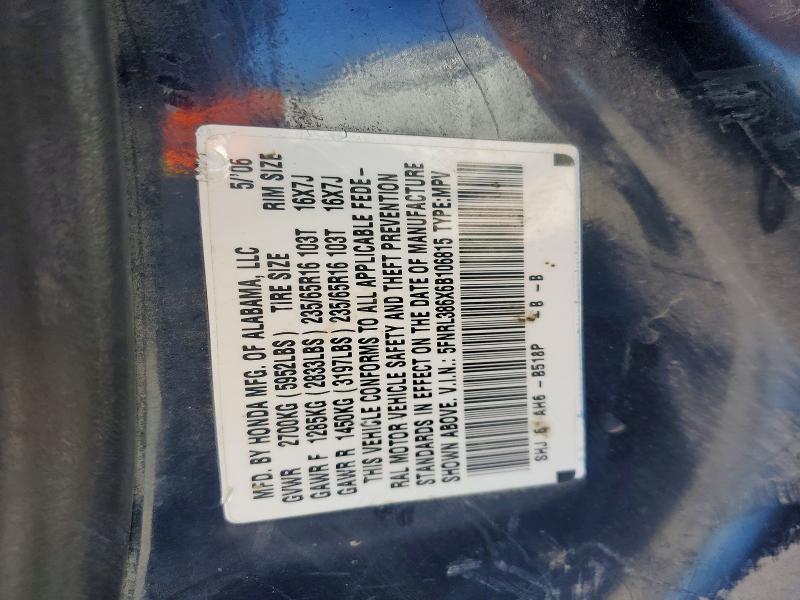 MFD. BY HONDA MFG. OF ALABAMA, LLC 5/'06
GVWR 2700KG (5952LBS) TIRE SIZE RIM SIZE
GAWR F 1285KG (2833LBS) 235/65R16 103T 16X7J
GAWR R 1450KG (3197LBS) 235/65R16 103T 16X7J
THIS VEHICLE CONFORMS TO ALL APPLICABLE FEDE-
RAL MOTOR VEHICLE SAFETY AND THEFT PREVENTION
STANDARDS IN EFFECT ON THE DATE OF MANUFACTURE
SHOWN ABOVE. V.I.N.: 5FNRL386X6B106815 TYPE:MPV
SHJ 6 AH6-B518P B -B